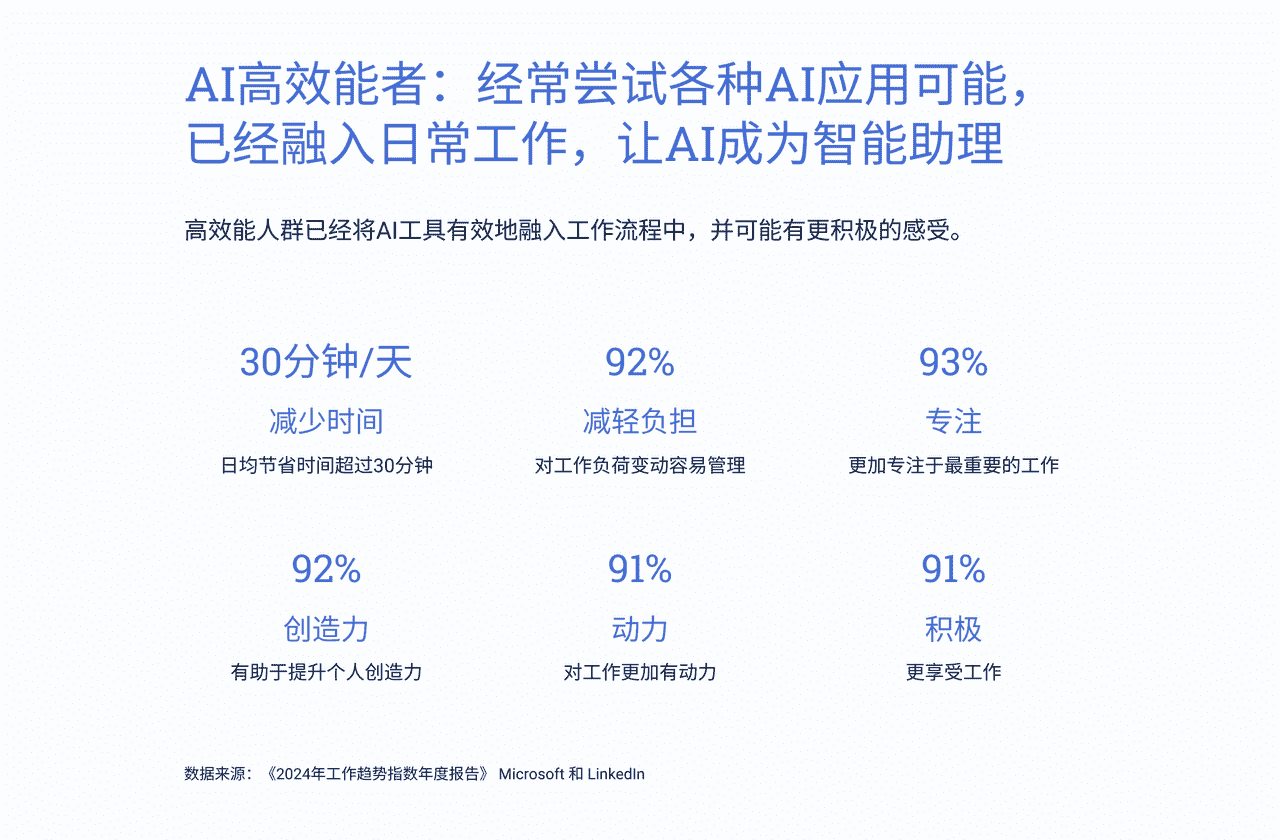 AI高效能者：经常尝试各种AI应用可能，
已经融入日常工作，让AI成为智能助理
高效能人群已经将AI工具有效地融入工作流程中，并可能有更积极的感受。
30分钟/天
减少时间
日均节省时间超过30分钟
92%
减轻负担
对工作负荷变动容易管理
93%
专注
更加专注于最重要的工作
92%
创造力
有助于提升个人创造力
91%
动力
对工作更加有动力
91%
积极
更享受工作
数据来源：《2024年工作趋势指数年度报告》 Microsoft 和 LinkedIn